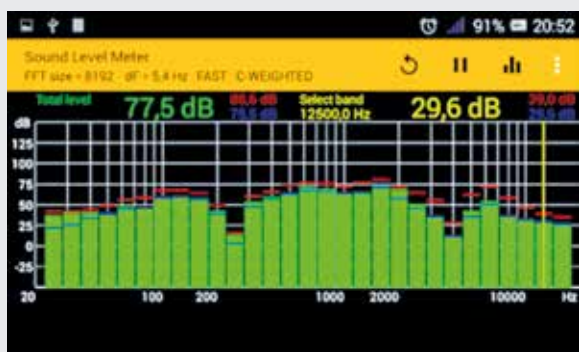 91% 20:52
Sound Level Meter
FFT size = 8192 dF = 5,4 Hz FAST C-WEIGHTED
Total level 77,5 dB 88,6 dB 75,5 dB Select band 12500,0 Hz 29,6 dB 39,0 dB 29,5 dB
dB
125
100
75
50
25
0
-25
20 100 200 1000 2000 10000 Hz